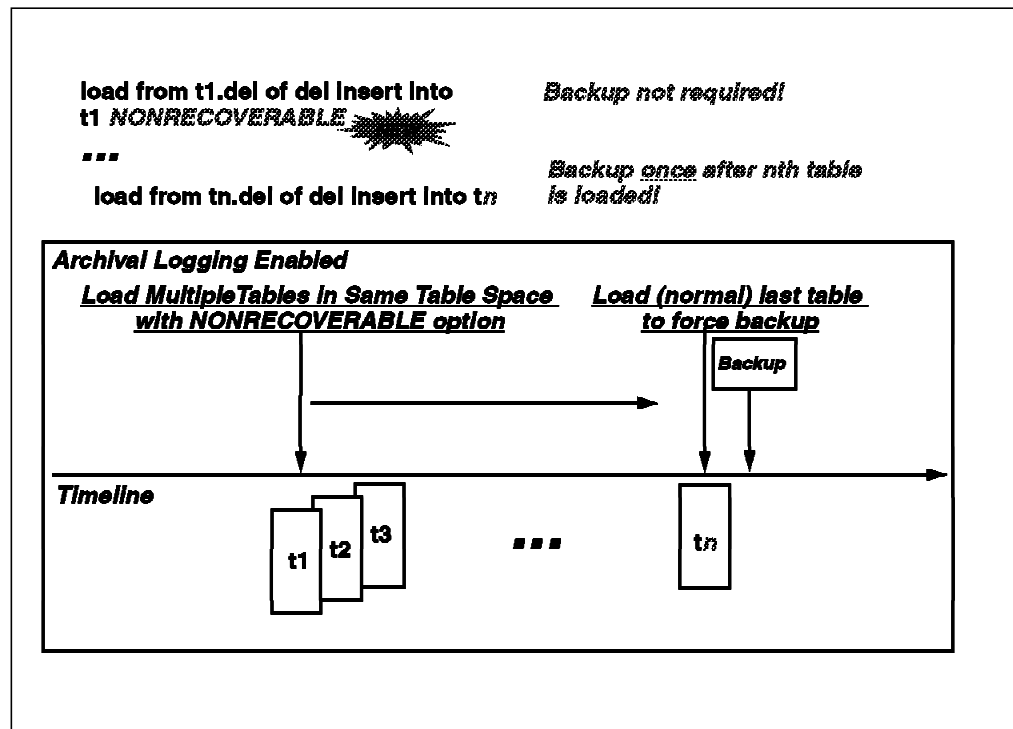 load from t1.del of del insert into
t1 NONRECOVERABLE
...
load from tn.del of del insert into tn
Backup not required!
Backup once after nth table
is loaded!
Archival Logging Enabled
Load MultipleTables in Same Table Space
with NONRECOVERABLE option
Load (normal) last table
to force backup
Backup
Timeline
t1
t2
t3
...
tn